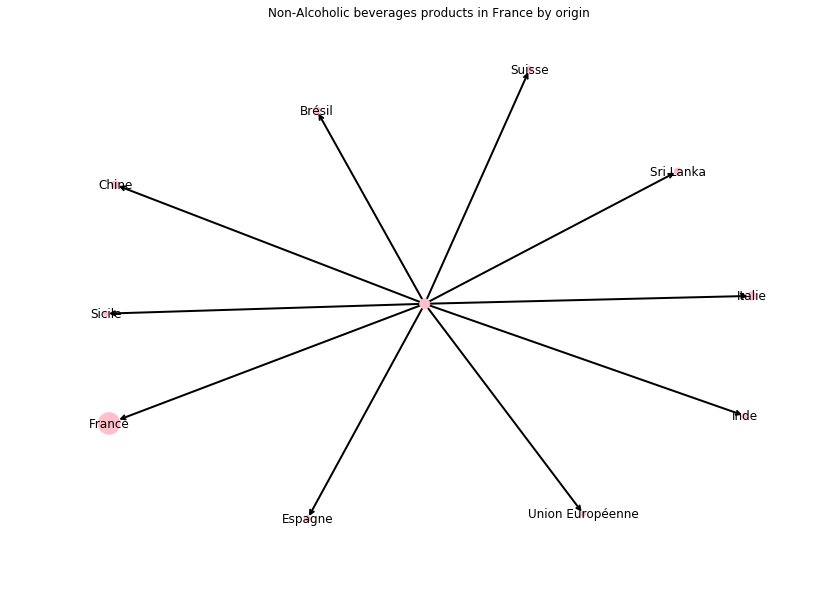 Non-Alcoholic beverages products in France by origin
Suisse
Brésil
Sri Lanka
Chine
Italie
Sicile
Inde
France
Union Européenne
Espagne